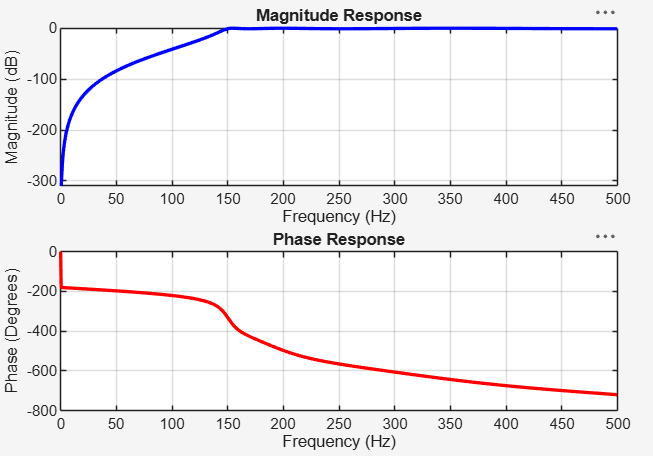 Magnitude Response
0
-100
-200
-300
Magnitude (dB)
0 50 100 150 200 250 300 350 400 450 500
Frequency (Hz)
Phase Response
0
-200
-400
-600
-800
Phase (Degrees)
0 50 100 150 200 250 300 350 400 450 500
Frequency (Hz)